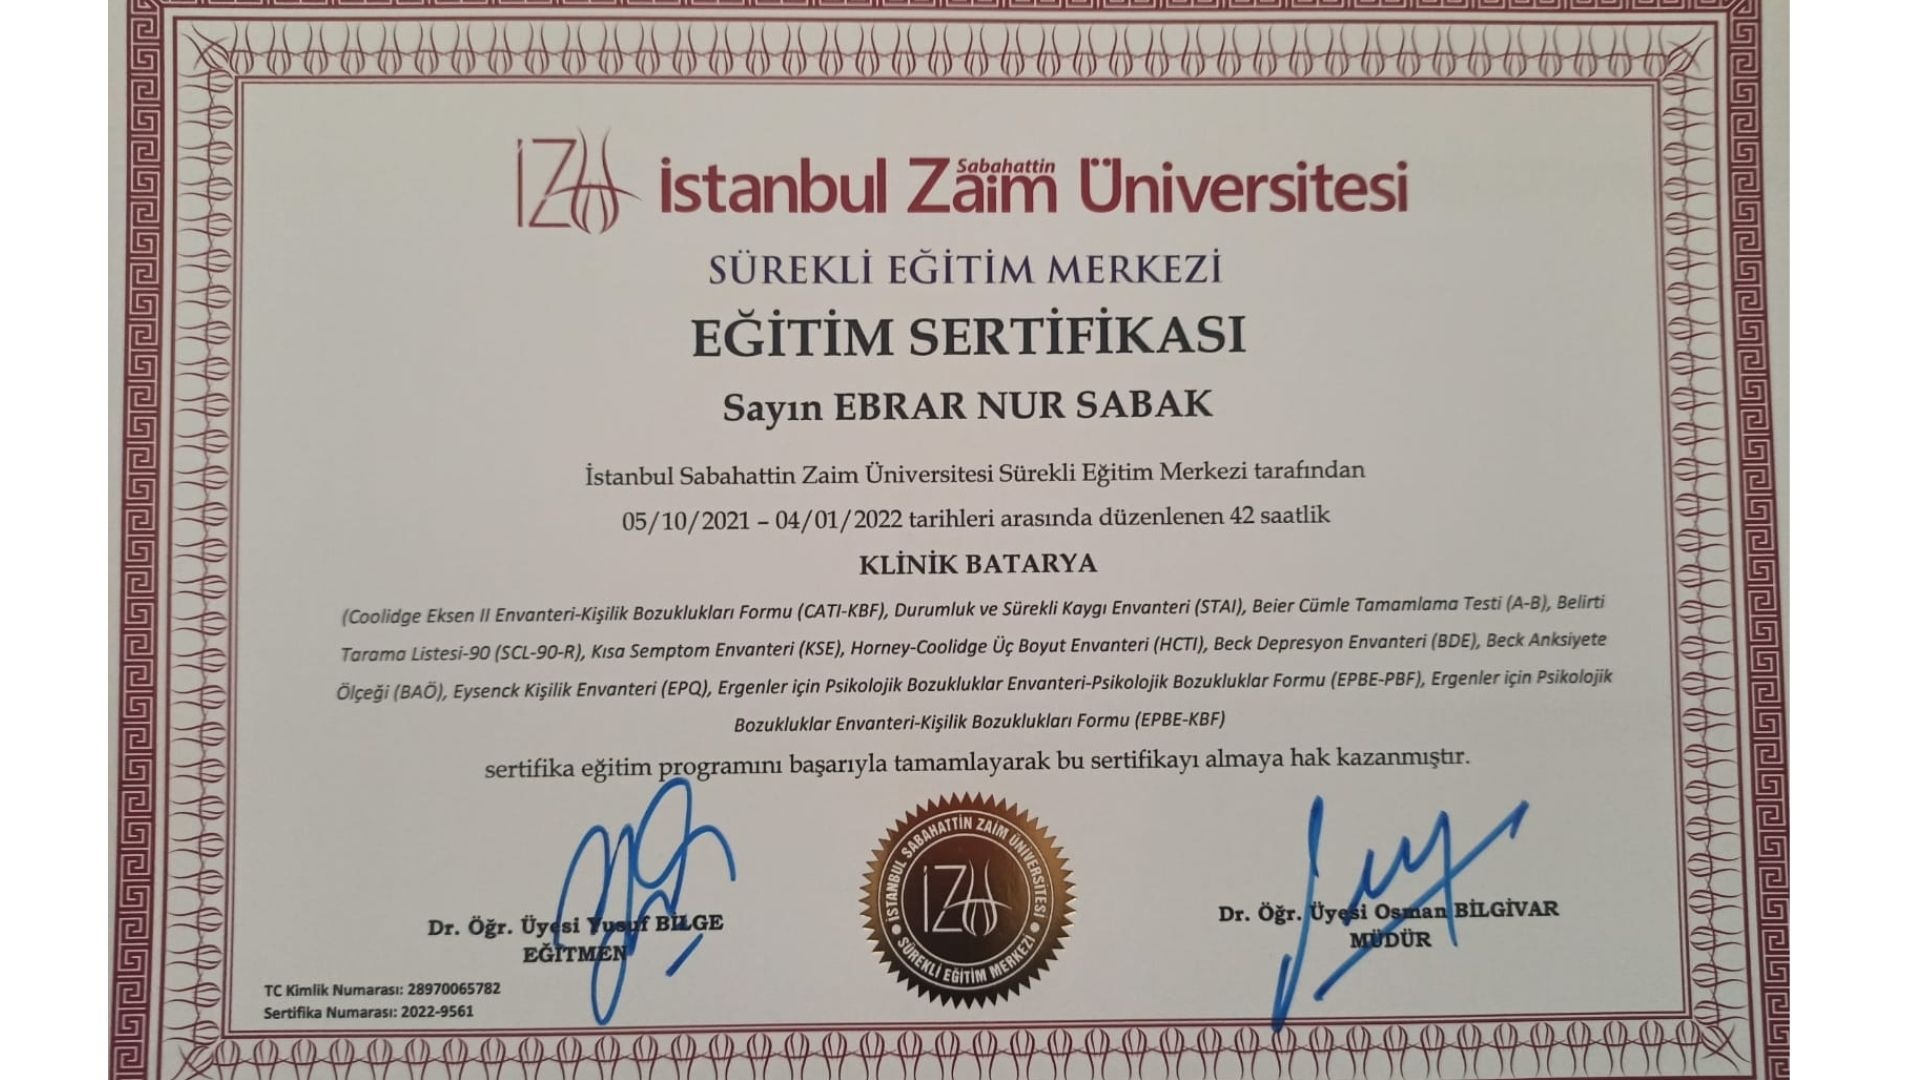 İZÜ İstanbul Sabahattin Zaim Üniversitesi
SÜREKLİ EĞİTİM MERKEZİ
EĞİTİM SERTİFİKASI
Sayın EBRAR NUR SABAK
İstanbul Sabahattin Zaim Üniversitesi Sürekli Eğitim Merkezi tarafından
05/10/2021 – 04/01/2022 tarihleri arasında düzenlenen 42 saatlik
KLİNİK BATARYA
(Coolidge Eksen II Envanteri-Kişilik Bozuklukları Formu (CATI-KBF), Durumluk ve Sürekli Kaygı Envanteri (STAI), Beier Cümle Tamamlama Testi (A-B), Belirti
Tarama Listesi-90 (SCL-90-R), Kısa Semptom Envanteri (KSE), Horney-Coolidge Üç Boyut Envanteri (HCTI), Beck Depresyon Envanteri (BDE), Beck Anksiyete
Ölçeği (BAÖ), Eysenck Kişilik Envanteri (EPQ), Ergenler için Psikolojik Bozukluklar Envanteri-Psikolojik Bozukluklar Formu (EPBE-PBF), Ergenler için Psikolojik
Bozukluklar Envanteri-Kişilik Bozuklukları Formu (EPBE-KBF)
sertifika eğitim programını başarıyla tamamlayarak bu sertifikayı almaya hak kazanmıştır.
Dr. Öğr. Üyesi Yusuf BİLGE
EĞİTMEN
İSTANBUL SABAHATTİN ZAİM ÜNİVERSİTESİ
İZÜ
SÜREKLİ EĞİTİM MERKEZİ
Dr. Öğr. Üyesi Osman BİLGİVAR
MÜDÜR
TC Kimlik Numarası: 28970065782
Sertifika Numarası: 2022-9561